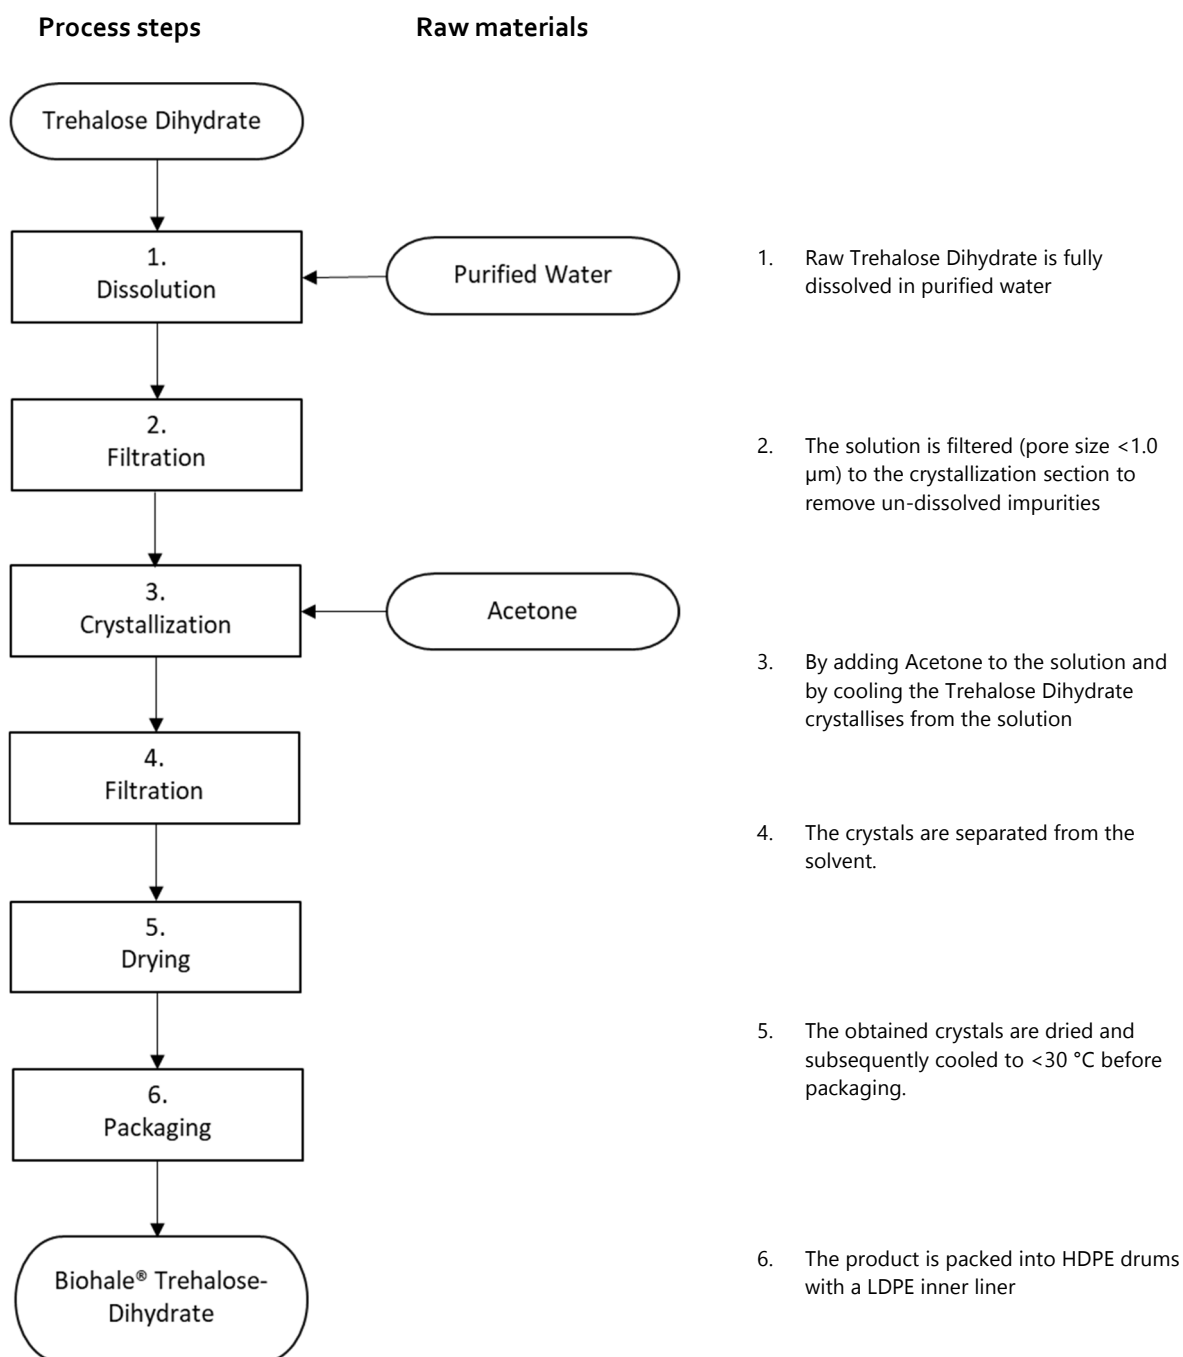 Process steps
Raw materials
Trehalose Dihydrate
1.
Dissolution
Purified Water
1. Raw Trehalose Dihydrate is fully
dissolved in purified water
2.
Filtration
2. The solution is filtered (pore size <1.0
µm) to the crystallization section to
remove un-dissolved impurities
3.
Crystallization
Acetone
3. By adding Acetone to the solution and
by cooling the Trehalose Dihydrate
crystallises from the solution
4.
Filtration
4. The crystals are separated from the
solvent.
5.
Drying
5. The obtained crystals are dried and
subsequently cooled to <30 °C before
packaging.
6.
Packaging
Biohale® Trehalose-
Dihydrate
6. The product is packed into HDPE drums
with a LDPE inner liner